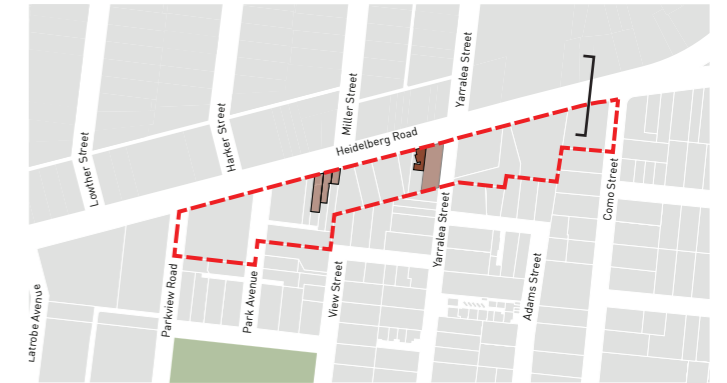 Yarralea Street
Miller Street
Harker Street
Lowther Street
Heidelberg Road
Como Street
Yarralea Street
Adams Street
View Street
Park Avenue
Parkview Road
Latrobe Avenue